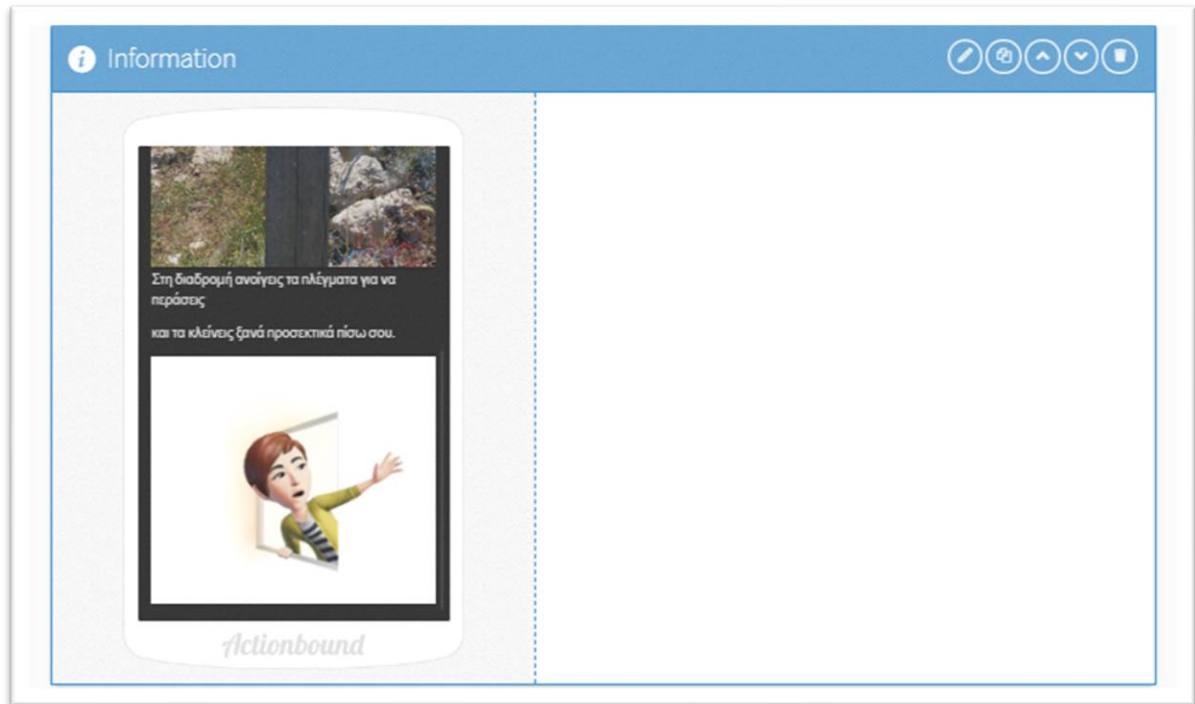 Information
Στη διαδρομή ανοίγεις τα πλέγματα για να
περάσεις
και τα κλείνεις ξανά προσεκτικά πίσω σου.
Actionbound